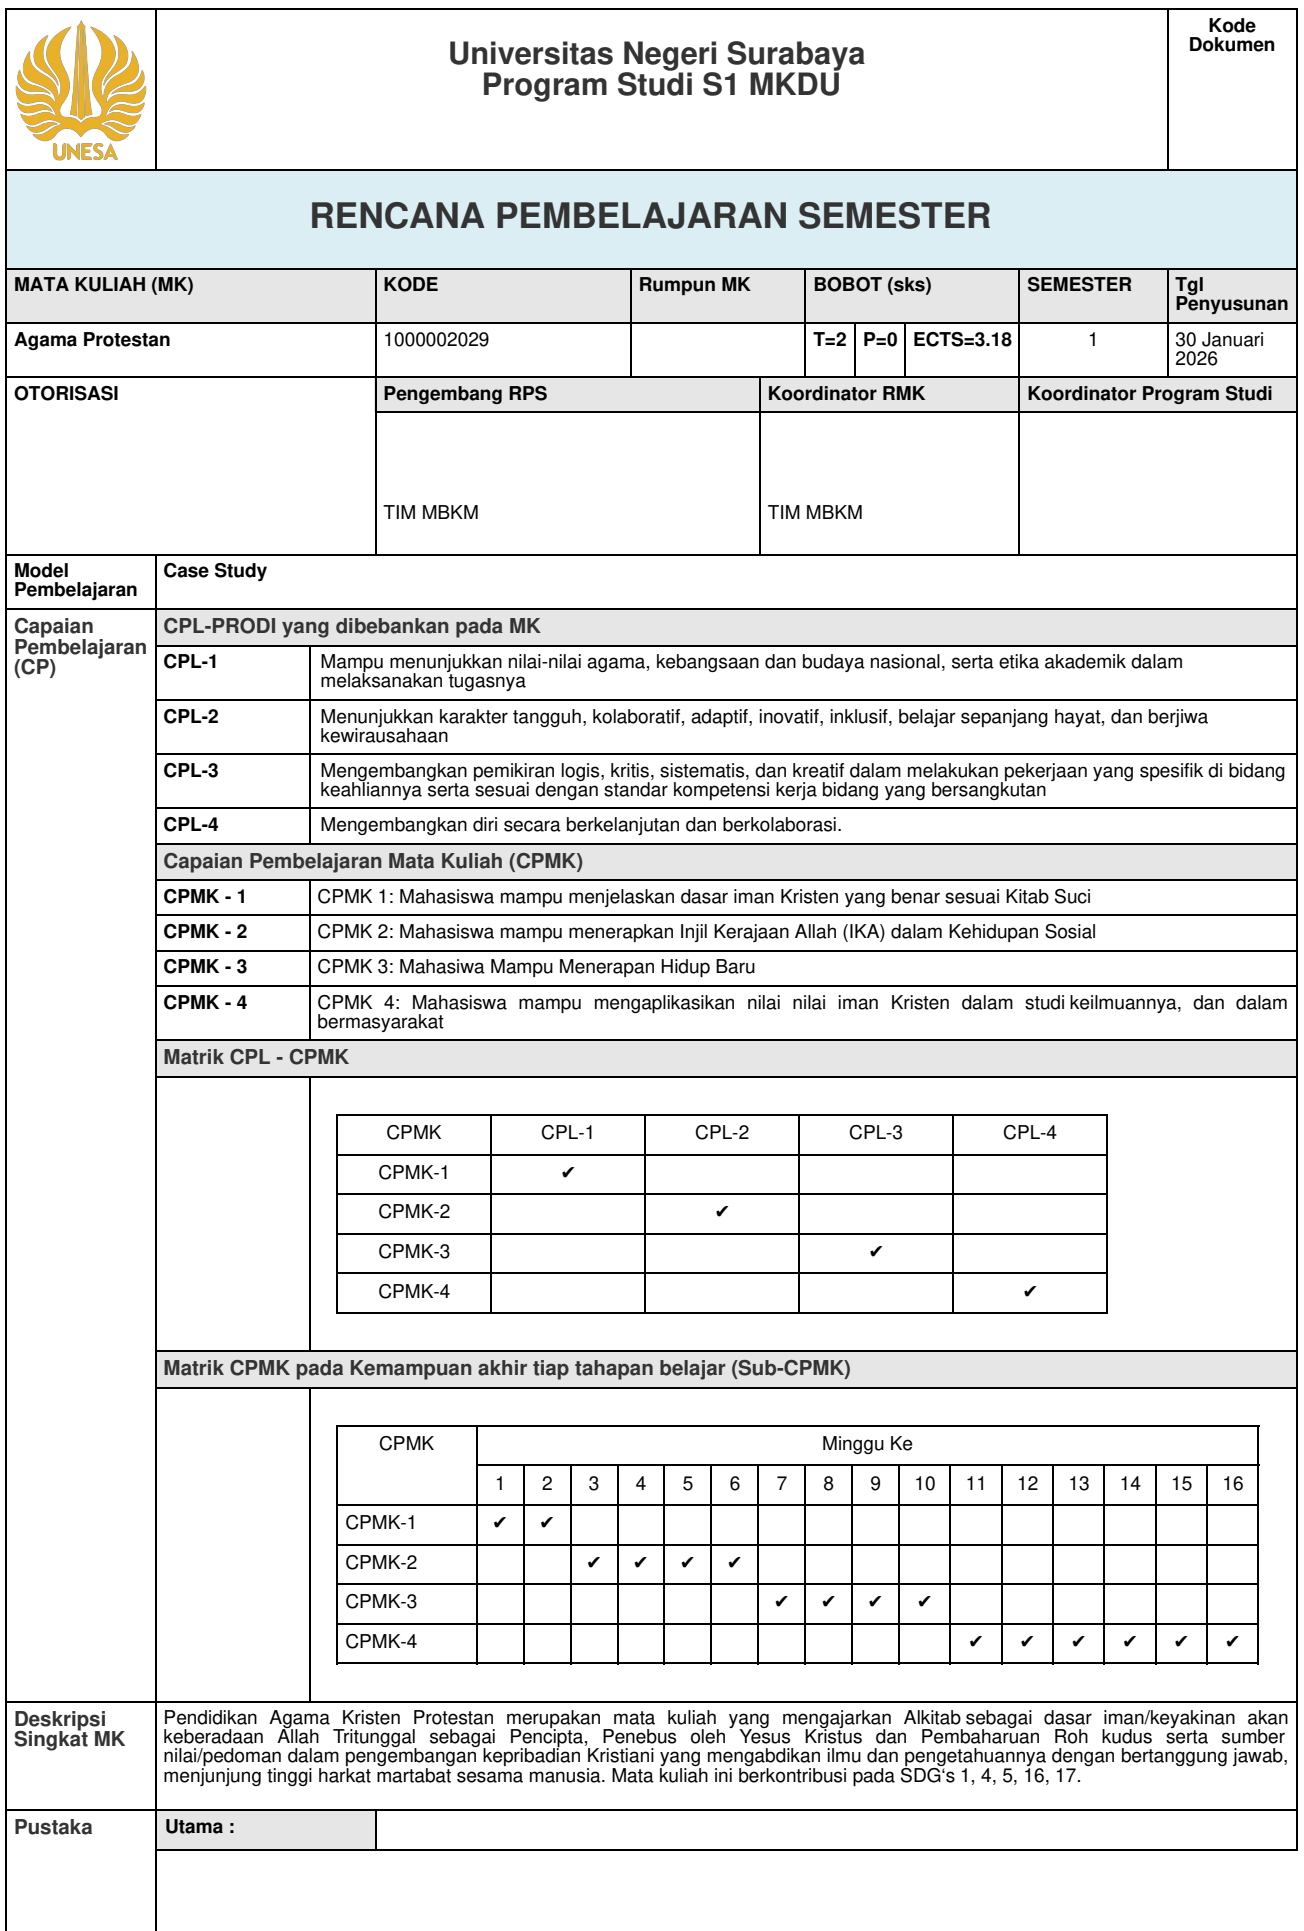 UNESA
Universitas Negeri Surabaya
Program Studi S1 MKDU
Kode
Dokumen
RENCANA PEMBELAJARAN SEMESTER
MATA KULIAH (MK) KODE Rumpun MK BOBOT (sks) SEMESTER Tgl
Penyusunan
Agama Protestan 1000002029 T=2 P=0 ECTS=3.18 1 30 Januari
2026
OTORISASI Pengembang RPS Koordinator RMK Koordinator Program Studi
TIM MBKM TIM MBKM
Model
Pembelajaran
Case Study
Capaian
Pembelajaran
(CP)
CPL-PRODI yang dibebankan pada MK
CPL-1 Mampu menunjukkan nilai-nilai agama, kebangsaan dan budaya nasional, serta etika akademik dalam
melaksanakan tugasnya
CPL-2 Menunjukkan karakter tangguh, kolaboratif, adaptif, inovatif, inklusif, belajar sepanjang hayat, dan berjiwa
kewirausahaan
CPL-3 Mengembangkan pemikiran logis, kritis, sistematis, dan kreatif dalam melakukan pekerjaan yang spesifik di bidang
keahliannya serta sesuai dengan standar kompetensi kerja bidang yang bersangkutan
CPL-4 Mengembangkan diri secara berkelanjutan dan berkolaborasi.
Capaian Pembelajaran Mata Kuliah (CPMK)
CPMK - 1 CPMK 1: Mahasiswa mampu menjelaskan dasar iman Kristen yang benar sesuai Kitab Suci
CPMK - 2 CPMK 2: Mahasiswa mampu menerapkan Injil Kerajaan Allah (IKA) dalam Kehidupan Sosial
CPMK - 3 CPMK 3: Mahasiwa Mampu Menerapan Hidup Baru
CPMK - 4 CPMK 4: Mahasiswa mampu mengaplikasikan nilai nilai iman Kristen dalam studi keilmuannya, dan dalam
bermasyarakat
Matrik CPL - CPMK
CPMK CPL-1 CPL-2 CPL-3 CPL-4
CPMK-1 ✔
CPMK-2 ✔
CPMK-3 ✔
CPMK-4 ✔
Matrik CPMK pada Kemampuan akhir tiap tahapan belajar (Sub-CPMK)
CPMK Minggu Ke
1 2 3 4 5 6 7 8 9 10 11 12 13 14 15 16
CPMK-1 ✔ ✔
CPMK-2 ✔ ✔ ✔ ✔
CPMK-3 ✔ ✔ ✔ ✔
CPMK-4 ✔ ✔ ✔ ✔ ✔ ✔
Deskripsi
Singkat MK
Pendidikan Agama Kristen Protestan merupakan mata kuliah yang mengajarkan Alkitab sebagai dasar iman/keyakinan akan
keberadaan Allah Tritunggal sebagai Pencipta, Penebus oleh Yesus Kristus dan Pembaharuan Roh kudus serta sumber
nilai/pedoman dalam pengembangan kepribadian Kristiani yang mengabdikan ilmu dan pengetahuannya dengan bertanggung jawab,
menjunjung tinggi harkat martabat sesama manusia. Mata kuliah ini berkontribusi pada SDG‘s 1, 4, 5, 16, 17.
Pustaka Utama :